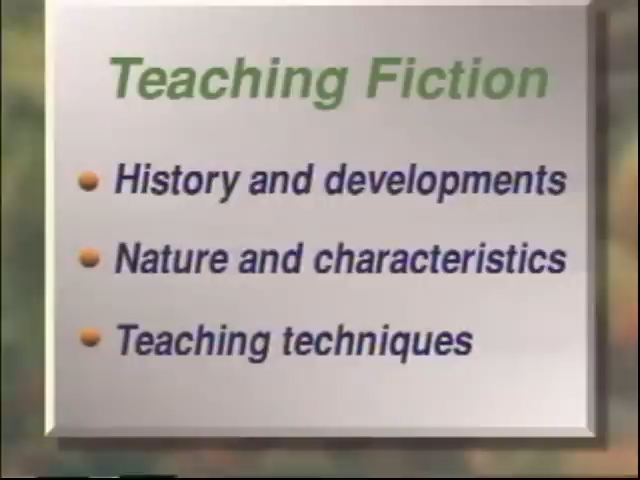 Teaching Fiction
History and developments
Nature and characteristics
Teaching techniques